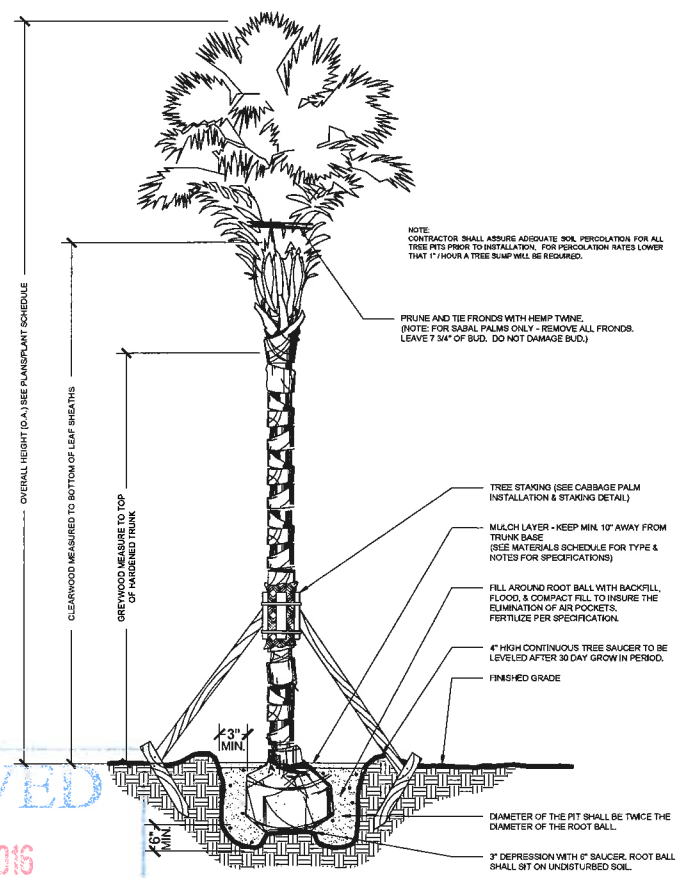 NOTE:
CONTRACTOR SHALL ASSURE ADEQUATE SOIL PERCOLATION FOR ALL
TREE PITS PRIOR TO INSTALLATION. FOR PERCOLATION RATES LOWER
THAT 1" / HOUR A TREE SUMP WILL BE REQUIRED.
PRUNE AND TIE FRONDS WITH HEMP TWINE.
(NOTE: FOR SABAL PALMS ONLY - REMOVE ALL FRONDS.
LEAVE 7 3/4" OF BUD. DO NOT DAMAGE BUD.)
OVERALL HEIGHT (O.A.) SEE PLANS/PLANT SCHEDULE
CLEARWOOD MEASURED TO BOTTOM OF LEAF SHEATHS
GREYWOOD MEASURE TO TOP
OF HARDENED TRUNK
TREE STAKING (SEE CABBAGE PALM
INSTALLATION & STAKING DETAIL)
MULCH LAYER - KEEP MIN. 10" AWAY FROM
TRUNK BASE
(SEE MATERIALS SCHEDULE FOR TYPE &
NOTES FOR SPECIFICATIONS)
FILL AROUND ROOT BALL WITH BACKFILL,
FLOOD, & COMPACT FILL TO INSURE THE
ELIMINATION OF AIR POCKETS.
FERTILIZE PER SPECIFICATION.
4" HIGH CONTINUOUS TREE SAUCER TO BE
LEVELED AFTER 30 DAY GROW IN PERIOD.
FINISHED GRADE
3"
MIN.
6"
MIN.
DIAMETER OF THE PIT SHALL BE TWICE THE
DIAMETER OF THE ROOT BALL.
3" DEPRESSION WITH 6" SAUCER. ROOT BALL
SHALL SIT ON UNDISTURBED SOIL.